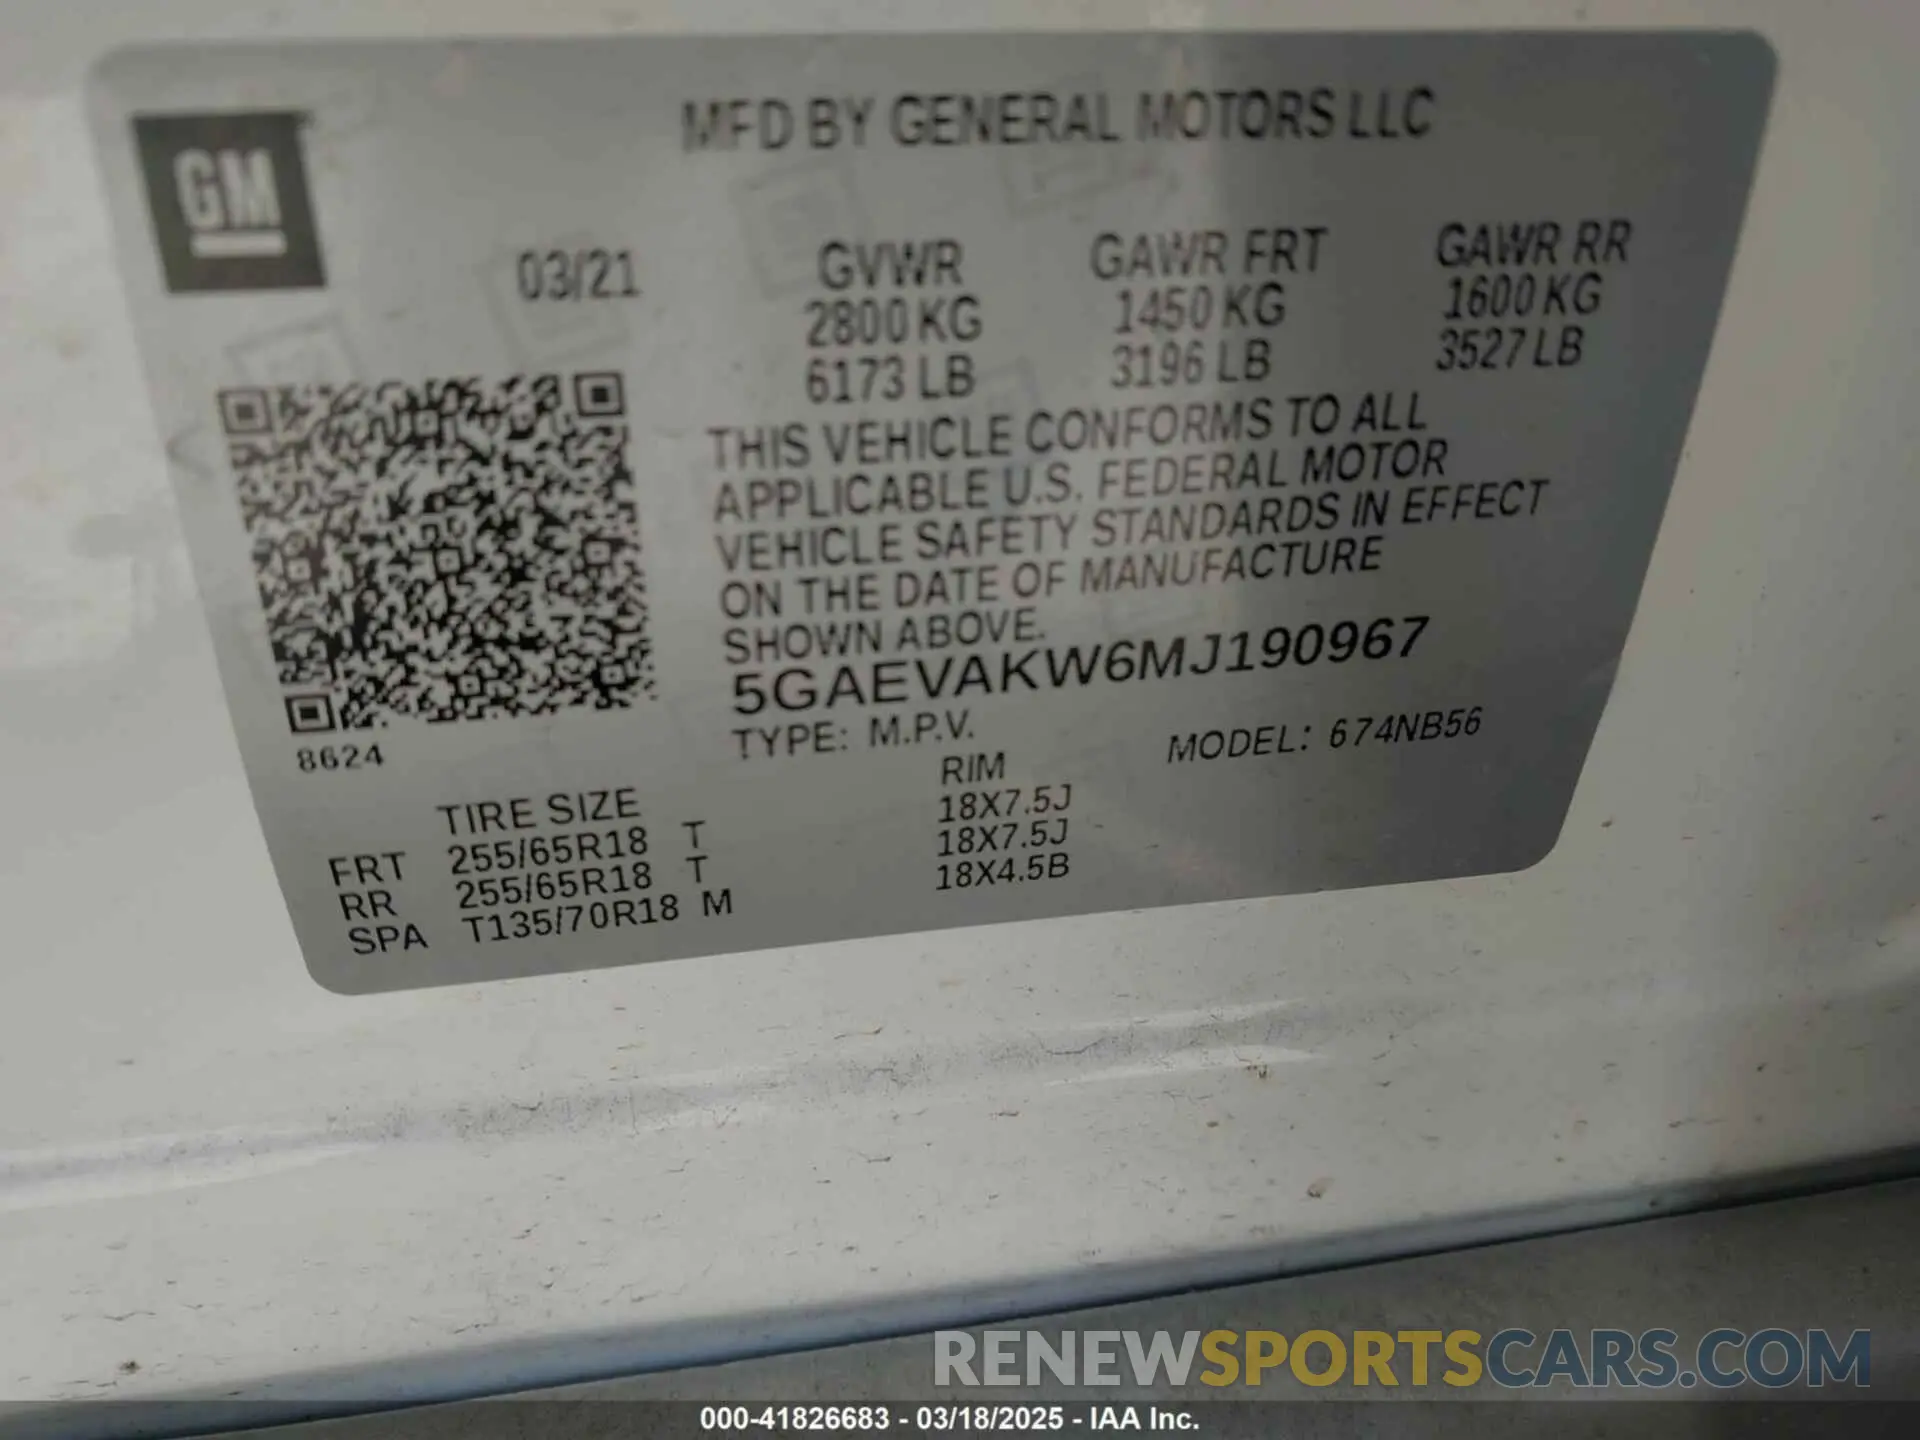 MFD BY GENERAL MOTORS LLC
GM
03/21 GVWR GAWR FRT GAWR RR
2800 KG 1450 KG 1600 KG
6173 LB 3196 LB 3527 LB
THIS VEHICLE CONFORMS TO ALL
APPLICABLE U.S. FEDERAL MOTOR
VEHICLE SAFETY STANDARDS IN EFFECT
ON THE DATE OF MANUFACTURE
SHOWN ABOVE.
5GAEVAKW6MJ190967
8624 TYPE: M.P.V. MODEL: 674NB56
TIRE SIZE RIM
FRT 255/65R18 T 18X7.5J
RR 255/65R18 T 18X7.5J
SPA T135/70R18 M 18X4.5B
RENEWSPORTSCARS.COM
000-41826683 - 03/18/2025 - IAA Inc.